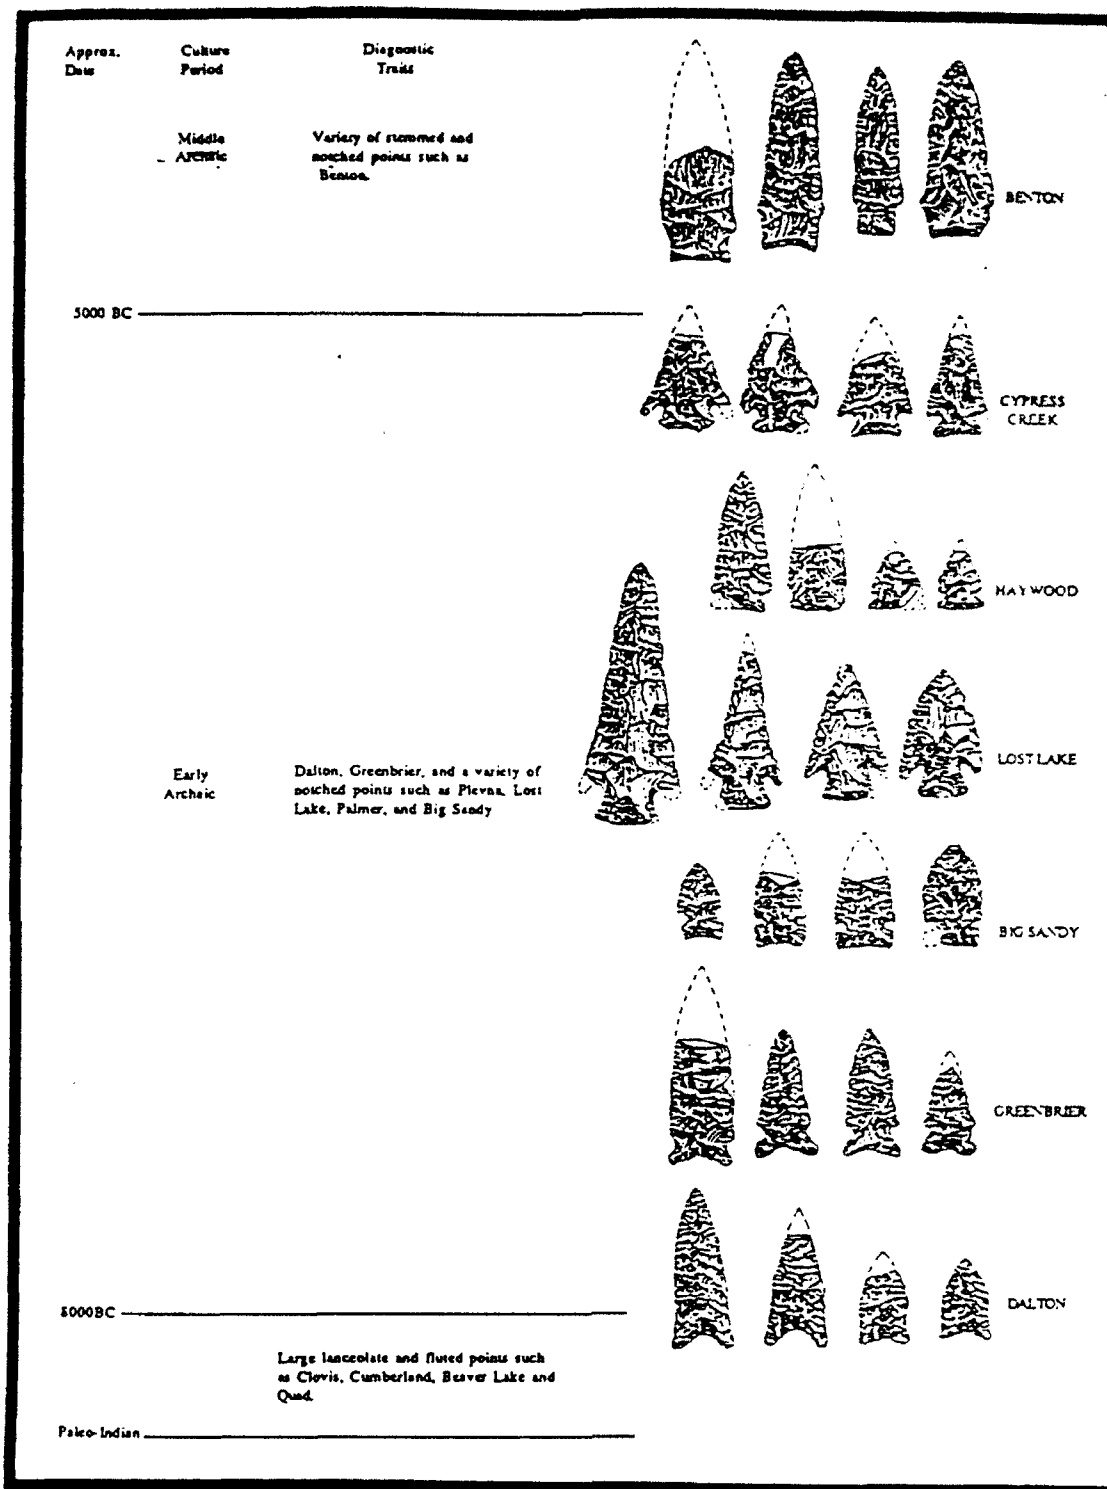 Approx.
Date
Culture
Period
Diagnostic
Traits
Middle
Archaic
Variety of stemmed and
notched points such as
Benton.
BENTON
5000 BC
CYPRESS
CREEK
HAYWOOD
LOST LAKE
Early
Archaic
Dalton, Greenbrier, and a variety of
notched points such as Plevna, Lost
Lake, Palmer, and Big Sandy
BIG SANDY
GREENBRIER
DALTON
8000BC
Large lanceolate and fluted points such
as Clovis, Cumberland, Beaver Lake and
Quad.
Paleo-Indian